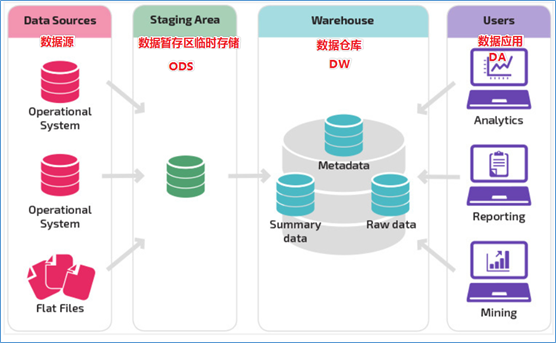 Data Sources
数据源
Operational
System
Operational
System
Flat Files
Staging Area
数据暂存区临时存储
ODS
Warehouse
数据仓库
DW
Metadata
Summary
data
Raw data
Users
数据应用
DA
Analytics
Reporting
Mining